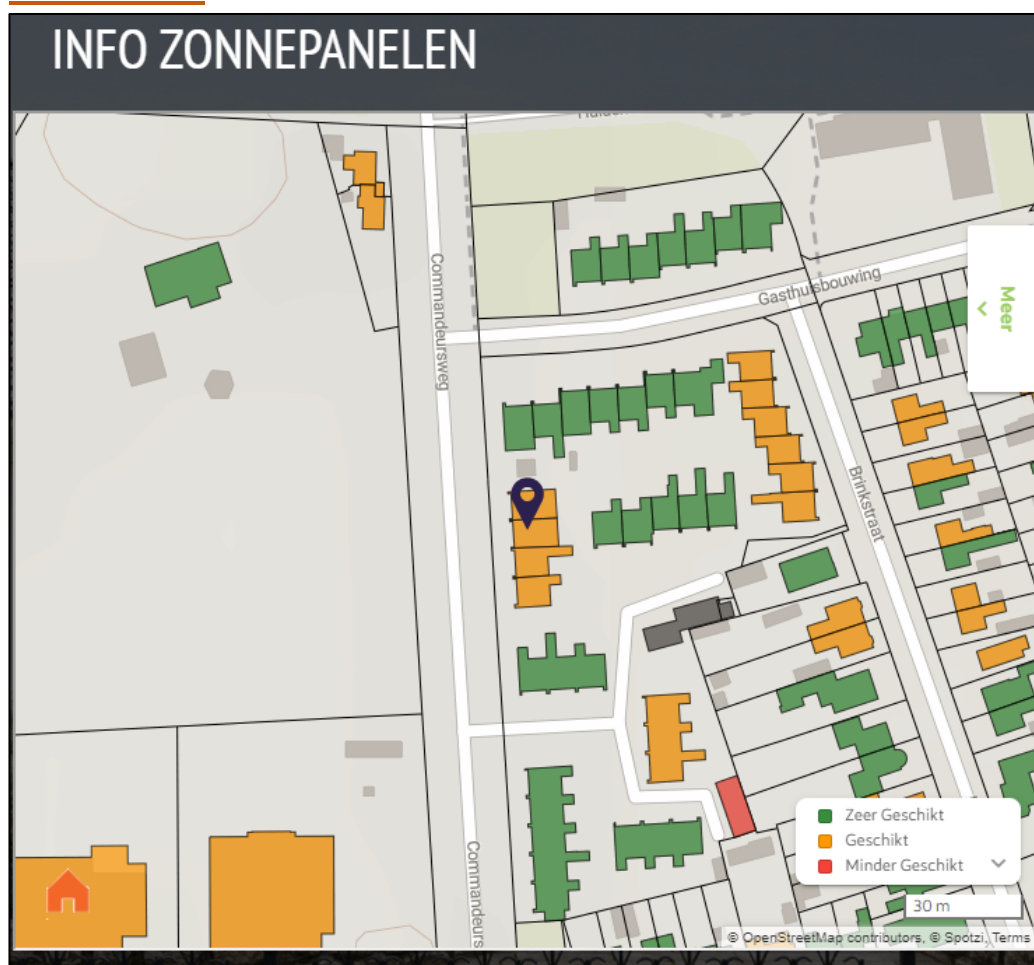 INFO ZONNEPANELEN
Gasthuisbouwing
Commandeursweg
Meer
Brinkstraat
Zeer Geschikt
Geschikt
Minder Geschikt
30 m
Commandeurs
© OpenStreetMap contributors, © Spotzi, Terms